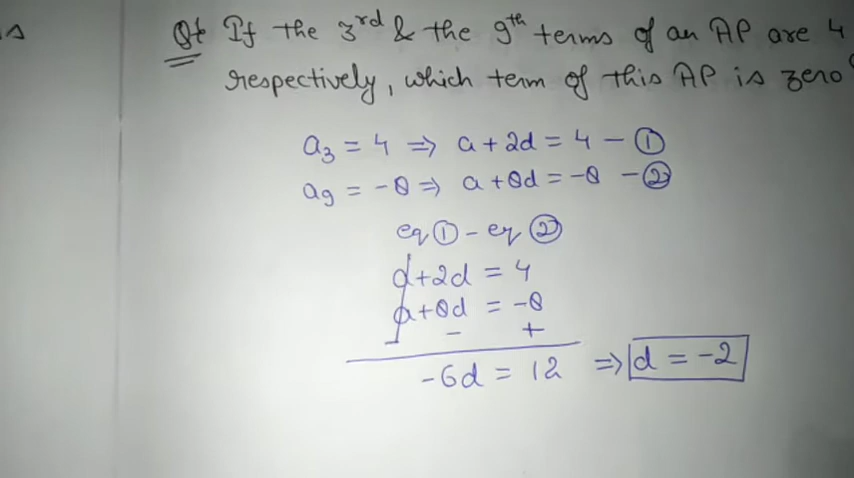 Q↑ If the 3rd & the 9th terms of an AP are 4
respectively, which term of this AP is zero
a3 = 4 ⇒ a + 2d = 4 - ①
a9 = -8 ⇒ a + 8d = -8 - ②
eq ① - eq ②
a + 2d = 4
a + 8d = -8
- - +
-6d = 12 ⇒ d = -2